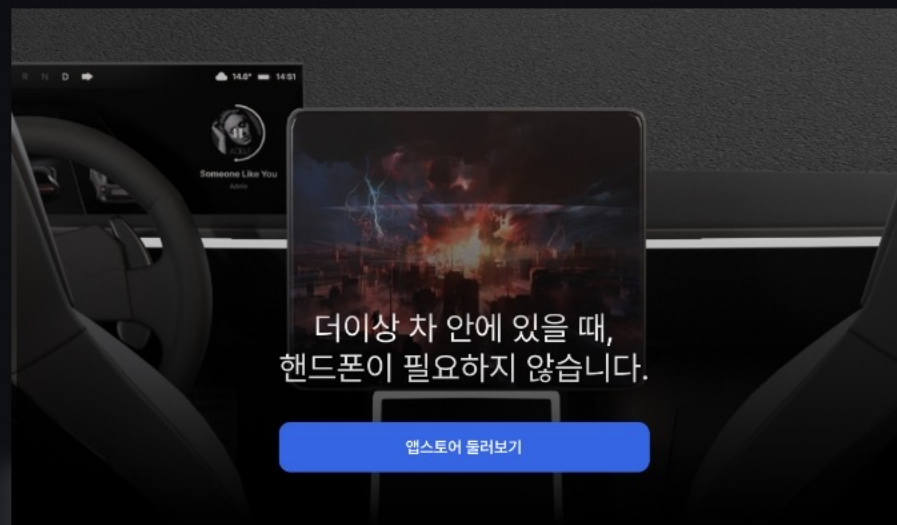 R N D
14.6° 14:51
Someone Like You
더이상 차 안에 있을 때,
핸드폰이 필요하지 않습니다.
앱스토어 둘러보기